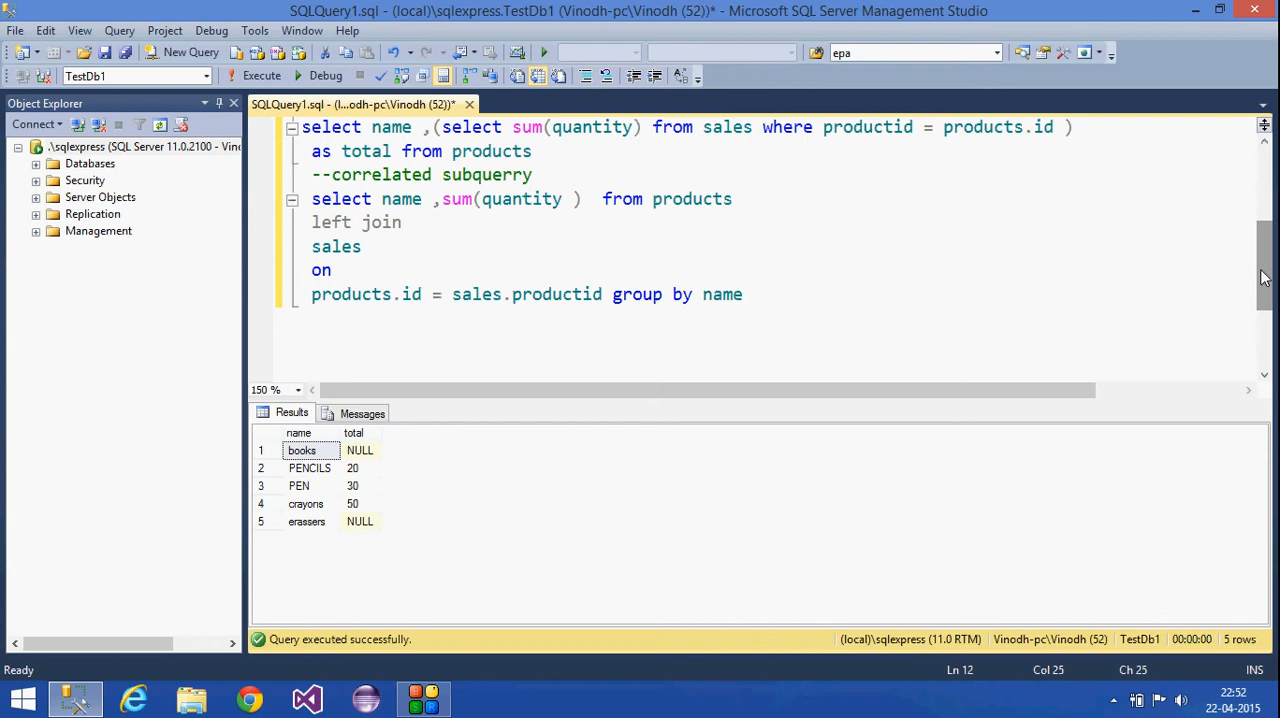 SQLQuery1.sql - (local)\sqlexpress.TestDb1 (Vinodh-pc\Vinodh (52))* - Microsoft SQL Server Management Studio
File Edit View Query Project Debug Tools Window Help
New Query epa
TestDb1 Execute Debug
Object Explorer
SQLQuery1.sql - (l...odh-pc\Vinodh (52))*
Connect
.\sqlexpress (SQL Server 11.0.2100 - Vino
Databases
Security
Server Objects
Replication
Management
select name ,(select sum(quantity) from sales where productid = products.id )
as total from products
--correlated subquerry
select name ,sum(quantity ) from products
left join
sales
on
products.id = sales.productid group by name
150 %
Results Messages
name total
1 books NULL
2 PENCILS 20
3 PEN 30
4 crayons 50
5 erassers NULL
Query executed successfully. (local)\sqlexpress (11.0 RTM) Vinodh-pc\Vinodh (52) TestDb1 00:00:00 5 rows
Ready Ln 12 Col 25 Ch 25 INS
22:52
22-04-2015